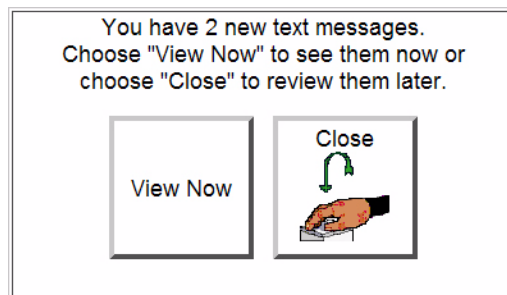 You have 2 new text messages.
Choose "View Now" to see them now or
choose "Close" to review them later.
View Now
Close